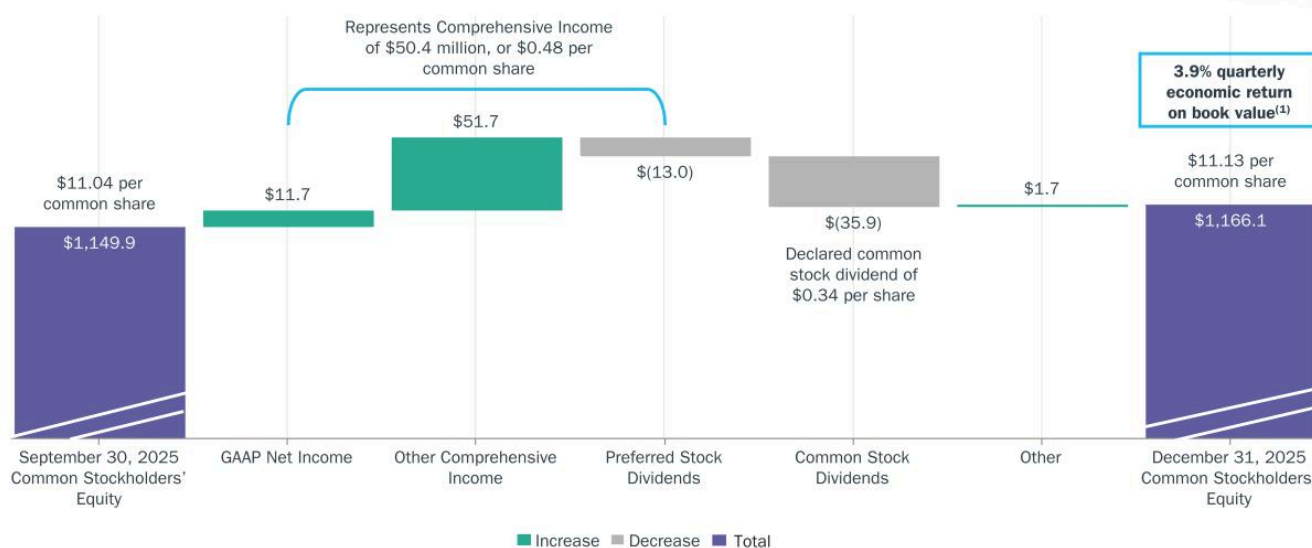 Represents Comprehensive Income
of $50.4 million, or $0.48 per
common share
3.9% quarterly
economic return
on book value(1)
$11.04 per
common share
$1,149.9
$11.7
$51.7
$(13.0)
$(35.9)
Declared common
stock dividend of
$0.34 per share
$1.7
$11.13 per
common share
$1,166.1
September 30, 2025
Common Stockholders'
Equity
GAAP Net Income
Other Comprehensive
Income
Preferred Stock
Dividends
Common Stock
Dividends
Other
December 31, 2025
Common Stockholders
Equity
Increase
Decrease
Total